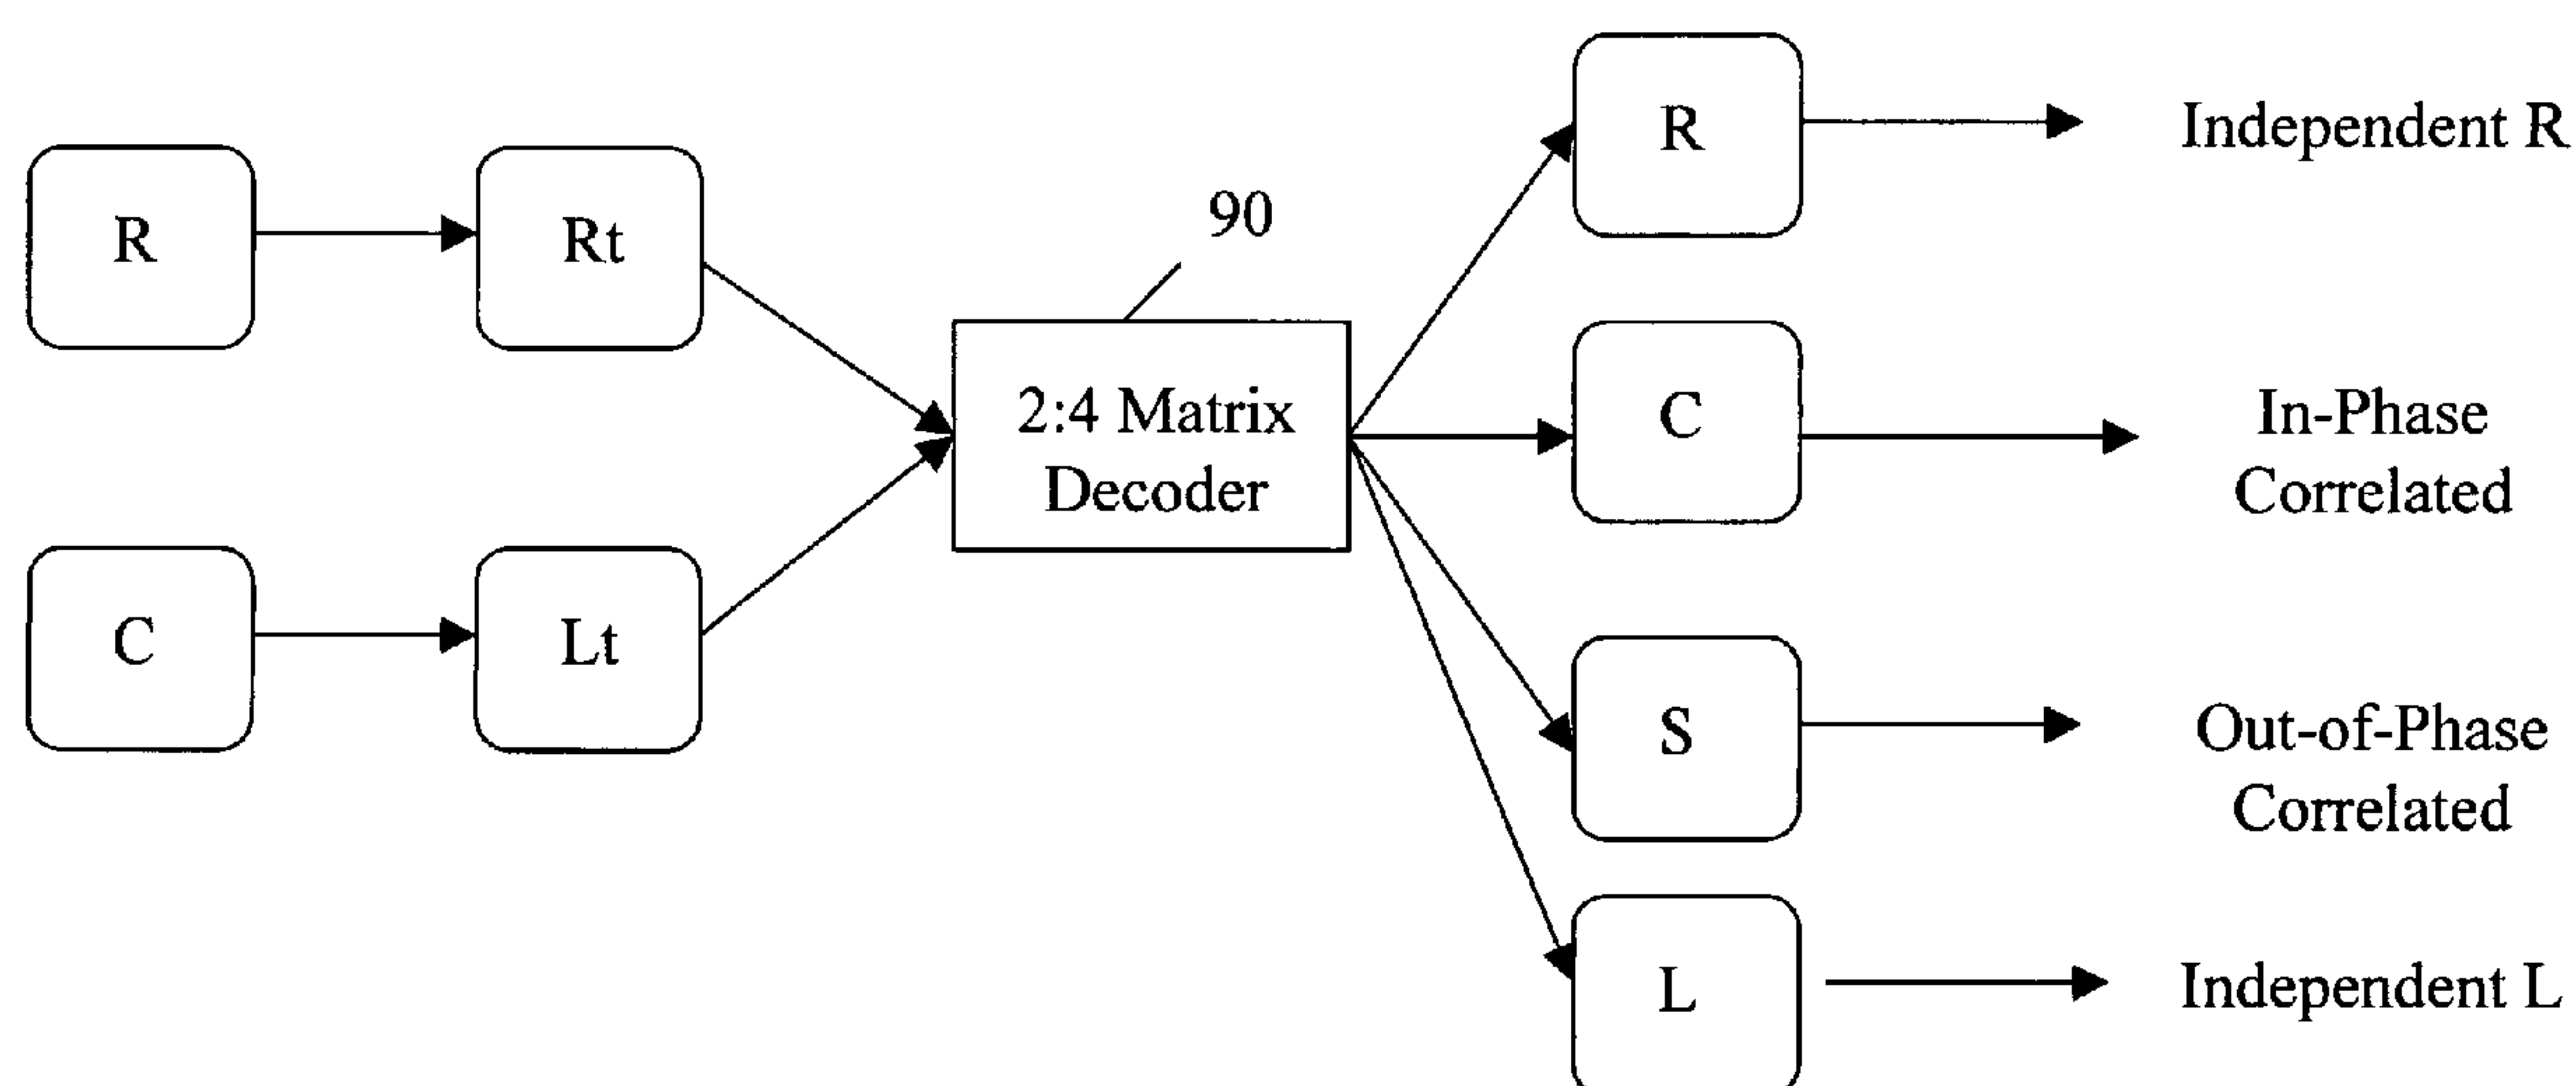 R
Independent R
R
Rt
90
2:4 Matrix
Decoder
C
In-Phase
Correlated
C
Lt
S
Out-of-Phase
Correlated
L
Independent L